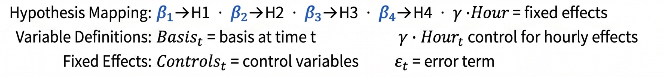 Hypothesis Mapping: β₁→H1 · β₂→H2 · β₃→H3 · β₄→H4 · γ ·Hour = fixed effects
Variable Definitions: Basisₜ = basis at time t γ ·Hourₜ control for hourly effects
Fixed Effects: Controlsₜ = control variables εₜ = error term